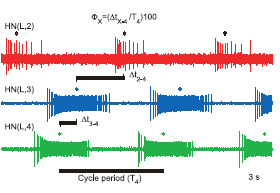 HN(L,2)
Φx=(Δtx-4/T4)100
Δt2-4
HN(L,3)
Δt3-4
HN(L,4)
Cycle period (T4)
3 s